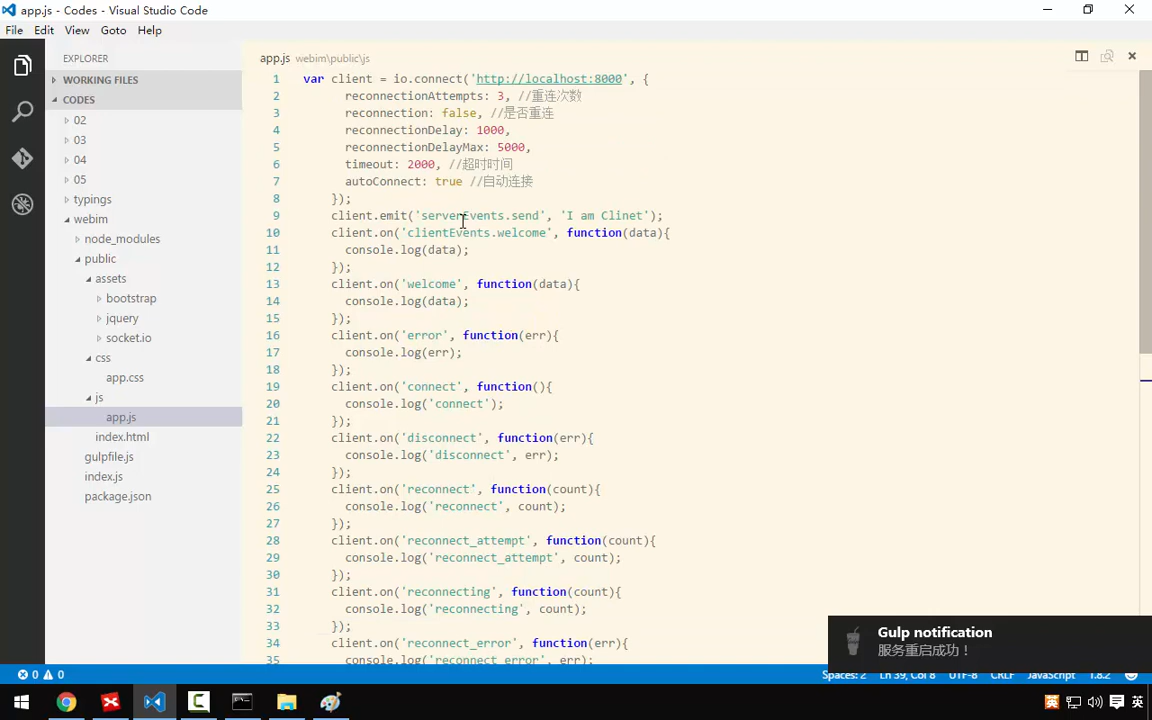 app.js - Codes - Visual Studio Code
File Edit View Goto Help
EXPLORER
WORKING FILES
CODES
02
03
04
05
typings
webim
node_modules
public
assets
bootstrap
jquery
socket.io
css
app.css
js
app.js
index.html
gulpfile.js
index.js
package.json
app.js webim\public\js
1 var client = io.connect('http://localhost:8000', {
2 reconnectionAttempts: 3, //重连次数
3 reconnection: false, //是否重连
4 reconnectionDelay: 1000,
5 reconnectionDelayMax: 5000,
6 timeout: 2000, //超时时间
7 autoConnect: true //自动连接
8 });
9 client.emit('serverEvents.send', 'I am Clinet');
10 client.on('clientEvents.welcome', function(data){
11 console.log(data);
12 });
13 client.on('welcome', function(data){
14 console.log(data);
15 });
16 client.on('error', function(err){
17 console.log(err);
18 });
19 client.on('connect', function(){
20 console.log('connect');
21 });
22 client.on('disconnect', function(err){
23 console.log('disconnect', err);
24 });
25 client.on('reconnect', function(count){
26 console.log('reconnect', count);
27 });
28 client.on('reconnect_attempt', function(count){
29 console.log('reconnect_attempt', count);
30 });
31 client.on('reconnecting', function(count){
32 console.log('reconnecting', count);
33 });
34 client.on('reconnect_error', function(err){
35 console.log('reconnect_error', err);
Gulp notification
服务重启成功！
0 0
Spaces: 2 Ln 39, Col 8 UTF-8 CRLF JavaScript 1.8.2
英